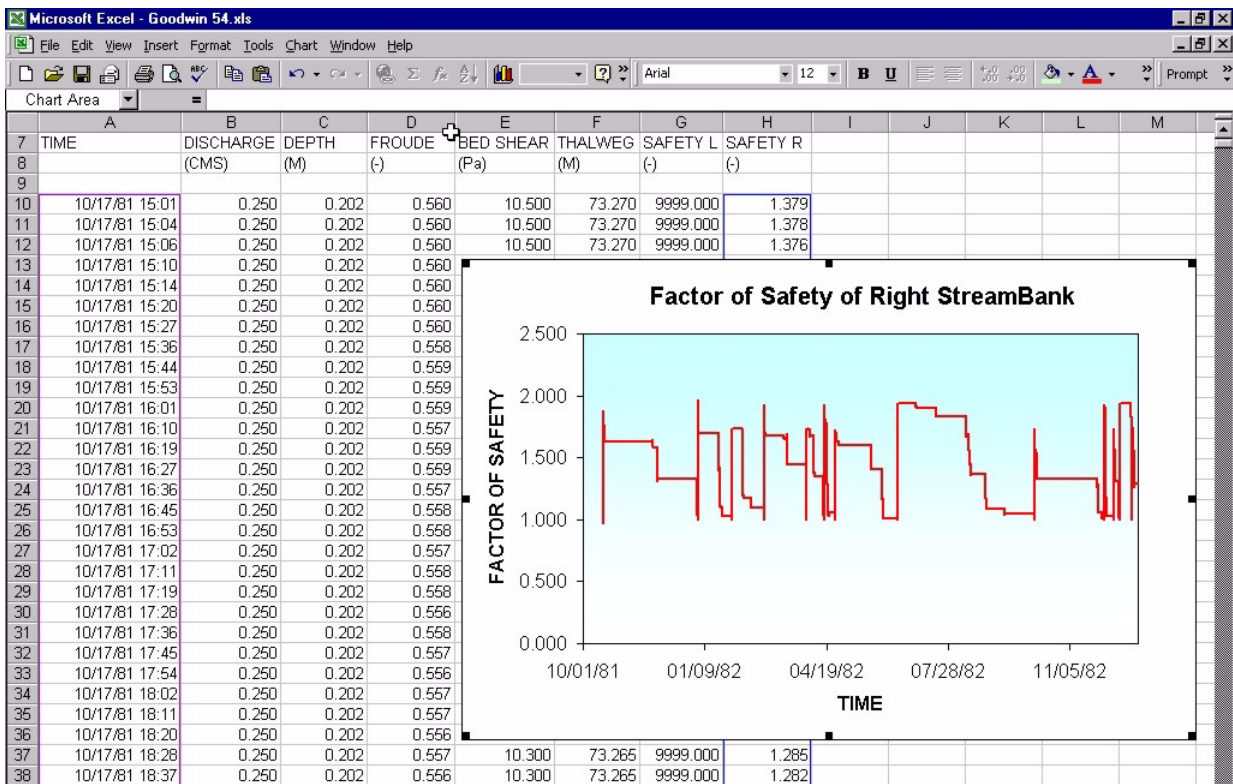 Microsoft Excel - Goodwin 54.xls
File Edit View Insert Format Tools Chart Window Help
Arial 12 B U Prompt
Chart Area =
A B C D E F G H I J K L M
7 TIME DISCHARGE DEPTH FROUDE BED SHEAR THALWEG SAFETY L SAFETY R
8 (CMS) (M) (-) (Pa) (M) (-) (-)
9
10 10/17/81 15:01 0.250 0.202 0.560 10.500 73.270 9999.000 1.379
11 10/17/81 15:04 0.250 0.202 0.560 10.500 73.270 9999.000 1.378
12 10/17/81 15:06 0.250 0.202 0.560 10.500 73.270 9999.000 1.376
13 10/17/81 15:10 0.250 0.202 0.560
14 10/17/81 15:14 0.250 0.202 0.560
15 10/17/81 15:20 0.250 0.202 0.560
16 10/17/81 15:27 0.250 0.202 0.560
17 10/17/81 15:36 0.250 0.202 0.558
18 10/17/81 15:44 0.250 0.202 0.559
19 10/17/81 15:53 0.250 0.202 0.559
20 10/17/81 16:01 0.250 0.202 0.559
21 10/17/81 16:10 0.250 0.202 0.557
22 10/17/81 16:19 0.250 0.202 0.559
23 10/17/81 16:27 0.250 0.202 0.559
24 10/17/81 16:36 0.250 0.202 0.557
25 10/17/81 16:45 0.250 0.202 0.558
26 10/17/81 16:53 0.250 0.202 0.558
27 10/17/81 17:02 0.250 0.202 0.557
28 10/17/81 17:11 0.250 0.202 0.558
29 10/17/81 17:19 0.250 0.202 0.558
30 10/17/81 17:28 0.250 0.202 0.556
31 10/17/81 17:36 0.250 0.202 0.558
32 10/17/81 17:45 0.250 0.202 0.557
33 10/17/81 17:54 0.250 0.202 0.556
34 10/17/81 18:02 0.250 0.202 0.557
35 10/17/81 18:11 0.250 0.202 0.557
36 10/17/81 18:20 0.250 0.202 0.556
37 10/17/81 18:28 0.250 0.202 0.557 10.300 73.265 9999.000 1.285
38 10/17/81 18:37 0.250 0.202 0.556 10.300 73.265 9999.000 1.282
Factor of Safety of Right StreamBank
FACTOR OF SAFETY
2.500
2.000
1.500
1.000
0.500
0.000
10/01/81 01/09/82 04/19/82 07/28/82 11/05/82
TIME